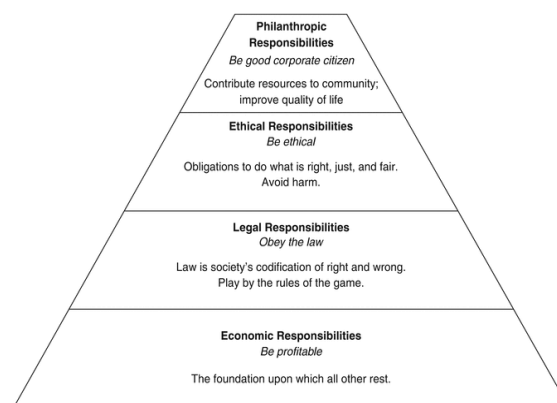 Philanthropic
Responsibilities
Be good corporate citizen
Contribute resources to community;
improve quality of life
Ethical Responsibilities
Be ethical
Obligations to do what is right, just, and fair.
Avoid harm.
Legal Responsibilities
Obey the law
Law is society's codification of right and wrong.
Play by the rules of the game.
Economic Responsibilities
Be profitable
The foundation upon which all other rest.